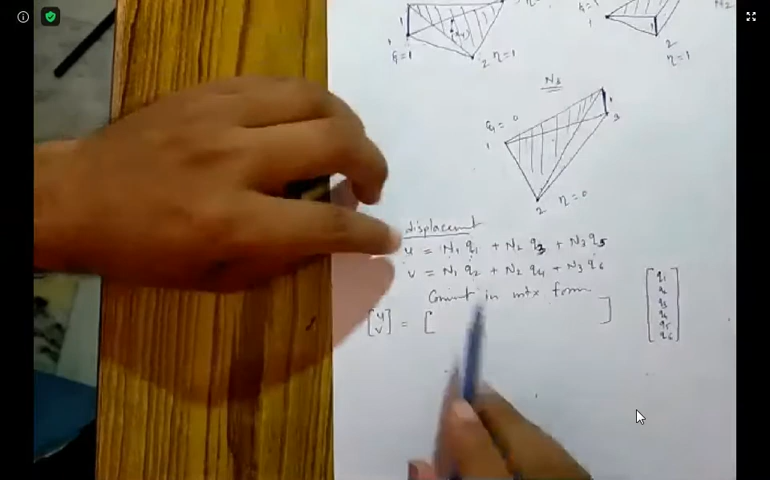 1
ξ=1
2 η=1
1
2
η=1
N3
ξ=0
1
3
2 η=0
displacement
u = N1 q1 + N2 q3 + N3 q5
v = N1 q2 + N2 q4 + N3 q6
Convert in mtx form
[u v] = [ ] [q1 q2 q3 q4 q5 q6]